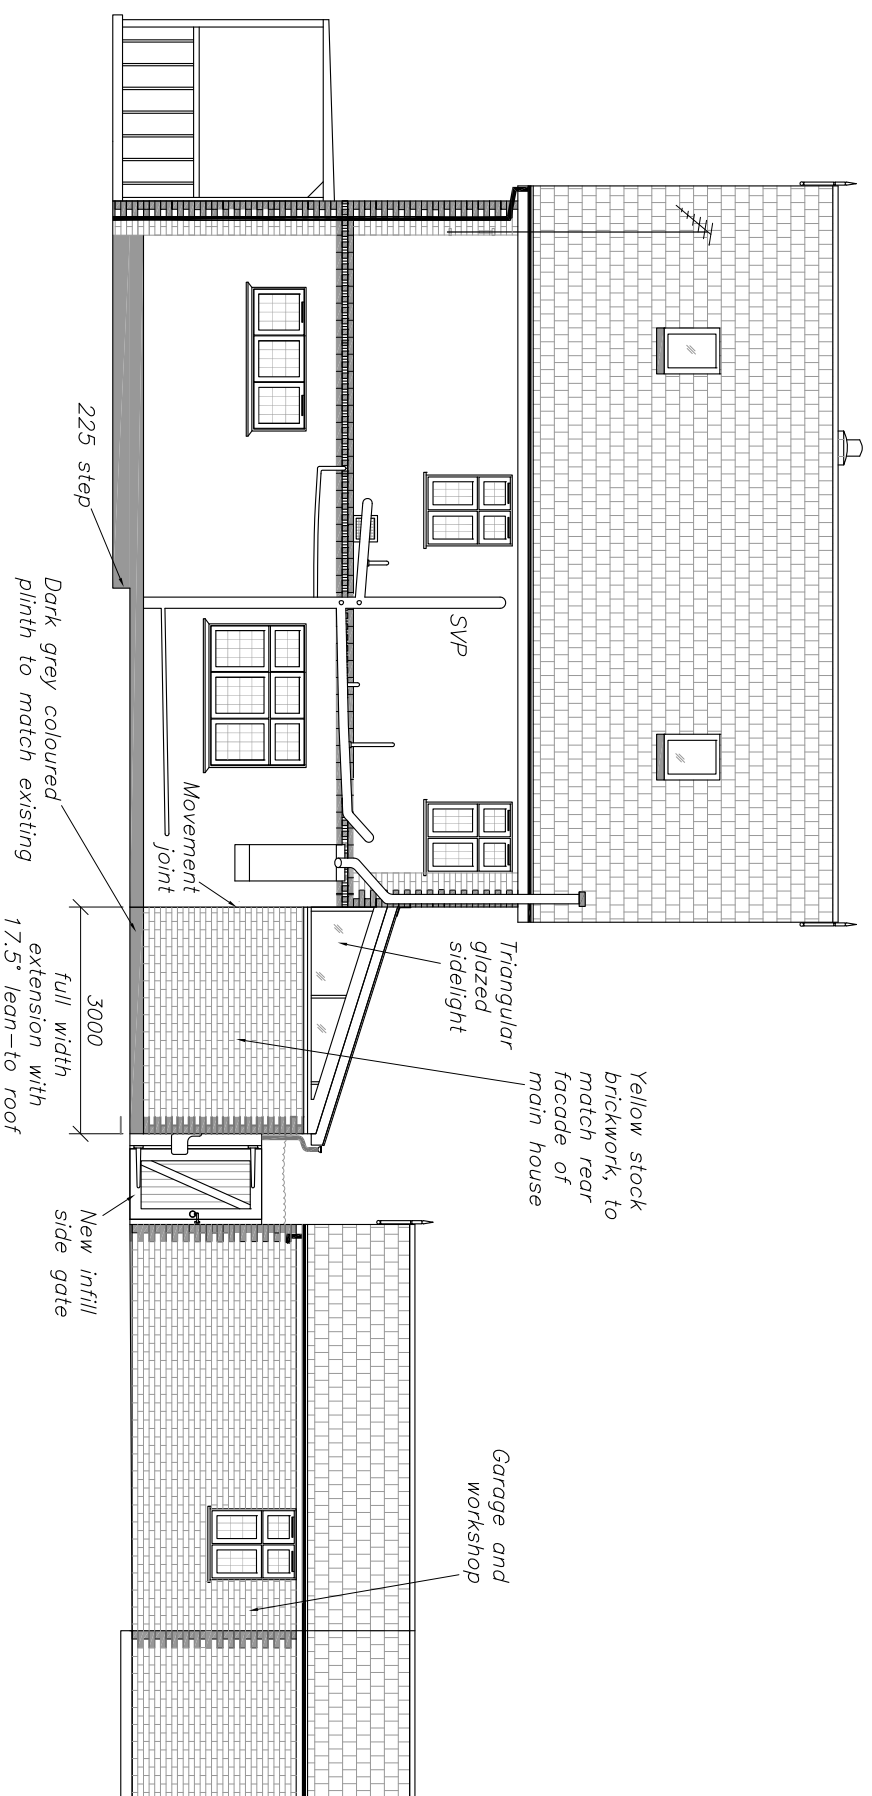 225 step
Dark grey coloured
plinth to match existing
SVP
Movement
joint
Triangular
glazed
sidelight
Yellow stock
brickwork, to
match rear
facade of
main house
3000
full width
extension with
17.5° lean-to roof
New infill
side gate
Garage and
workshop